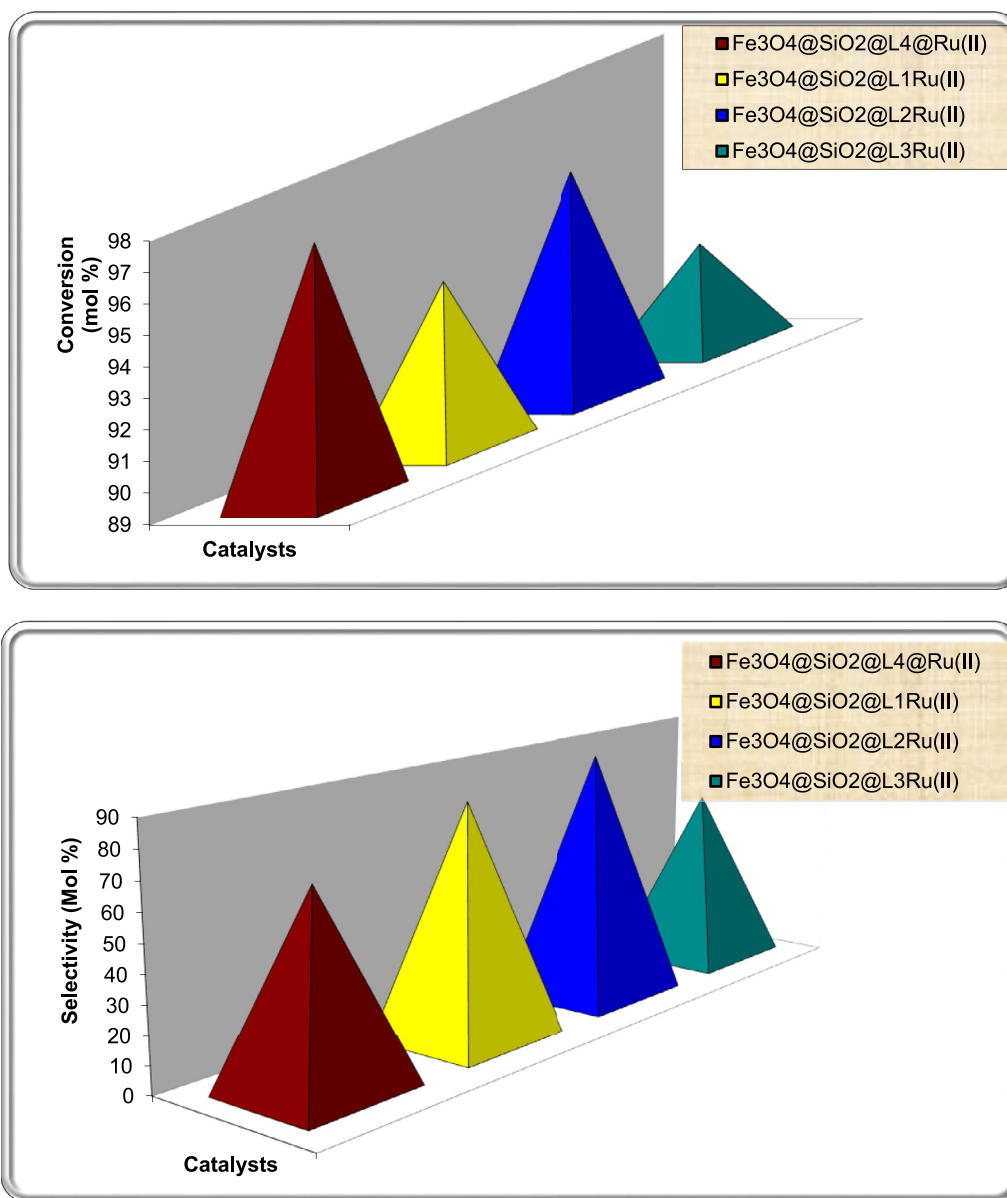 Fe3O4@SiO2@L4@Ru(II)
Fe3O4@SiO2@L1Ru(II)
Fe3O4@SiO2@L2Ru(II)
Fe3O4@SiO2@L3Ru(II)
Conversion
(mol %)
98
97
96
95
94
93
92
91
90
89
Catalysts
Fe3O4@SiO2@L4@Ru(II)
Fe3O4@SiO2@L1Ru(II)
Fe3O4@SiO2@L2Ru(II)
Fe3O4@SiO2@L3Ru(II)
Selectivity (Mol %)
90
80
70
60
50
40
30
20
10
0
Catalysts